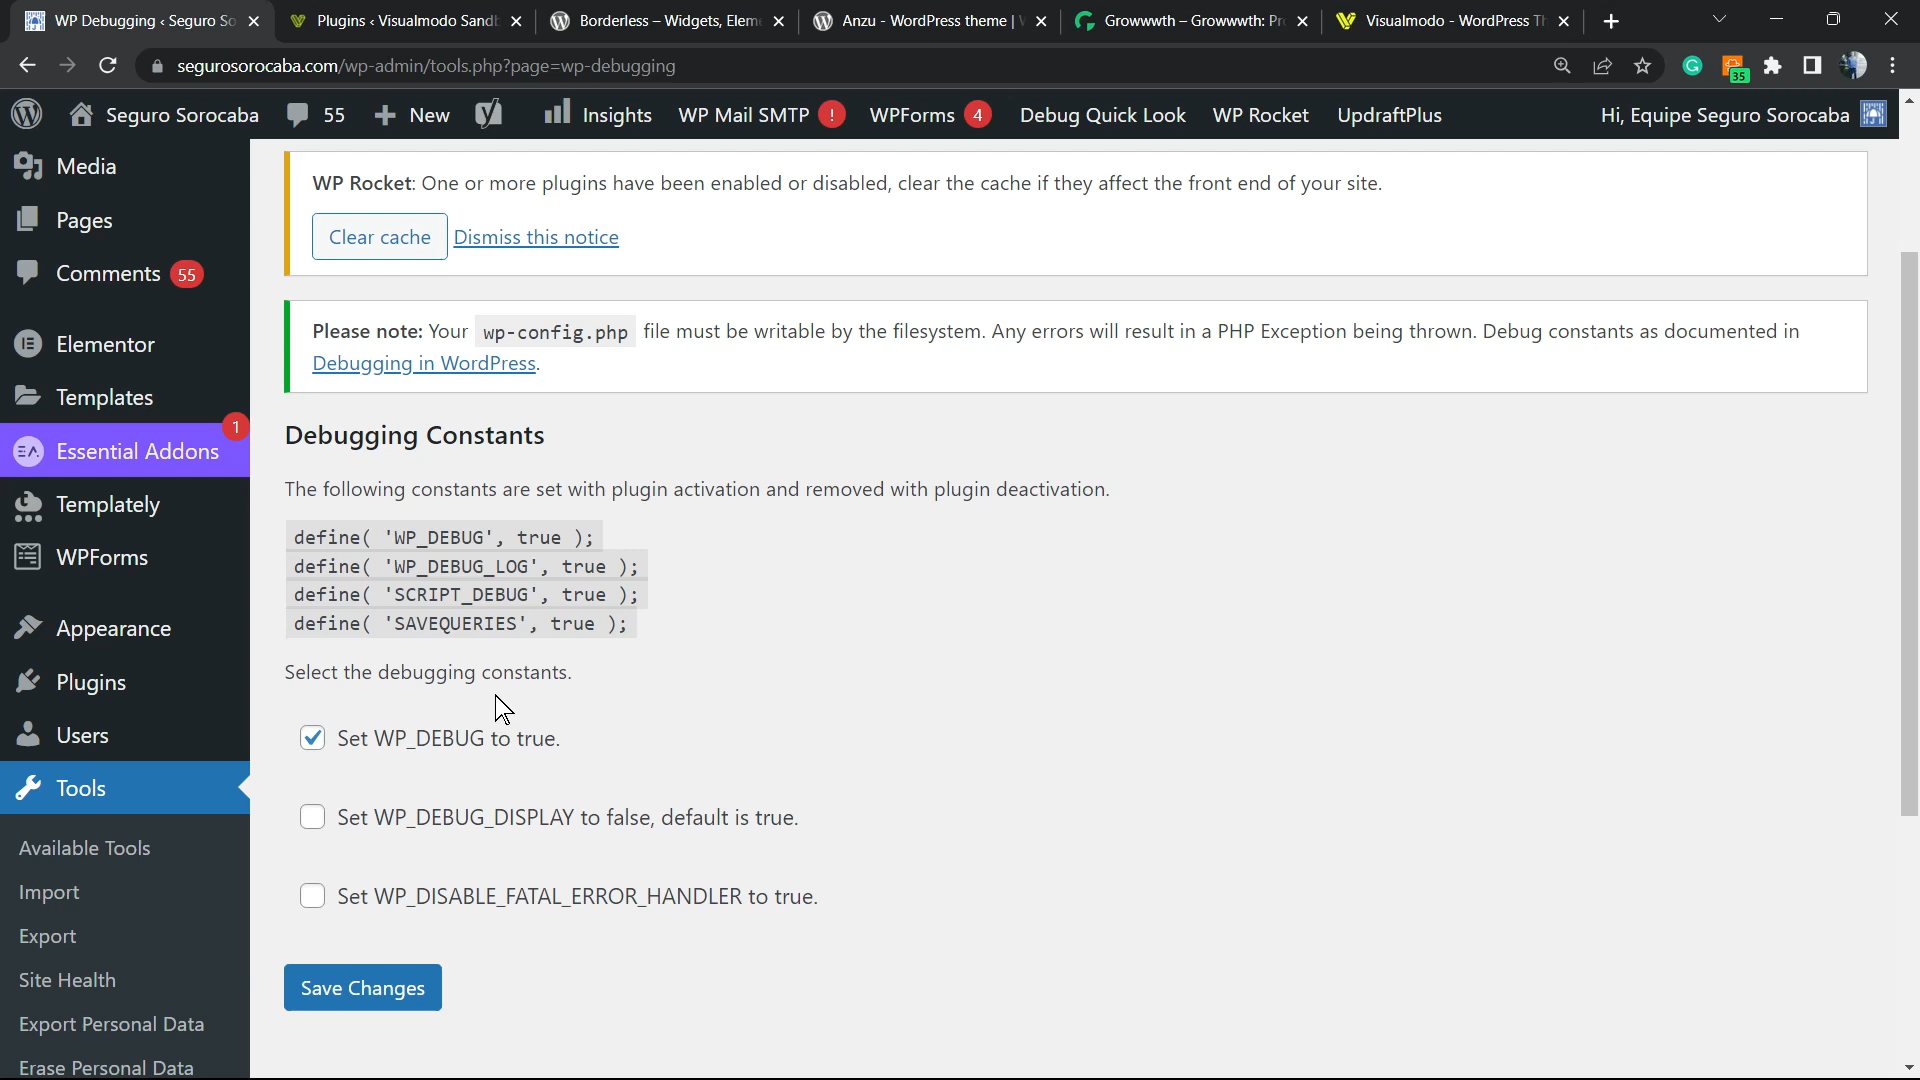 WP Debugging ‹ Seguro So
Plugins ‹ Visualmodo Sandb
Borderless – Widgets, Elem
Anzu - WordPress theme |
Growwwth – Growwwth: Pr
Visualmodo - WordPress Th
segurosorocaba.com/wp-admin/tools.php?page=wp-debugging
35
Seguro Sorocaba
55
New
Insights
WP Mail SMTP !
WPForms 4
Debug Quick Look
WP Rocket
UpdraftPlus
Hi, Equipe Seguro Sorocaba
Media
Pages
Comments 55
Elementor
Templates
1
Essential Addons
Templately
WPForms
Appearance
Plugins
Users
Tools
Available Tools
Import
Export
Site Health
Export Personal Data
Erase Personal Data
WP Rocket: One or more plugins have been enabled or disabled, clear the cache if they affect the front end of your site.
Clear cache Dismiss this notice
Please note: Your wp-config.php file must be writable by the filesystem. Any errors will result in a PHP Exception being thrown. Debug constants as documented in
Debugging in WordPress.
Debugging Constants
The following constants are set with plugin activation and removed with plugin deactivation.
define( 'WP_DEBUG', true );
define( 'WP_DEBUG_LOG', true );
define( 'SCRIPT_DEBUG', true );
define( 'SAVEQUERIES', true );
Select the debugging constants.
Set WP_DEBUG to true.
Set WP_DEBUG_DISPLAY to false, default is true.
Set WP_DISABLE_FATAL_ERROR_HANDLER to true.
Save Changes